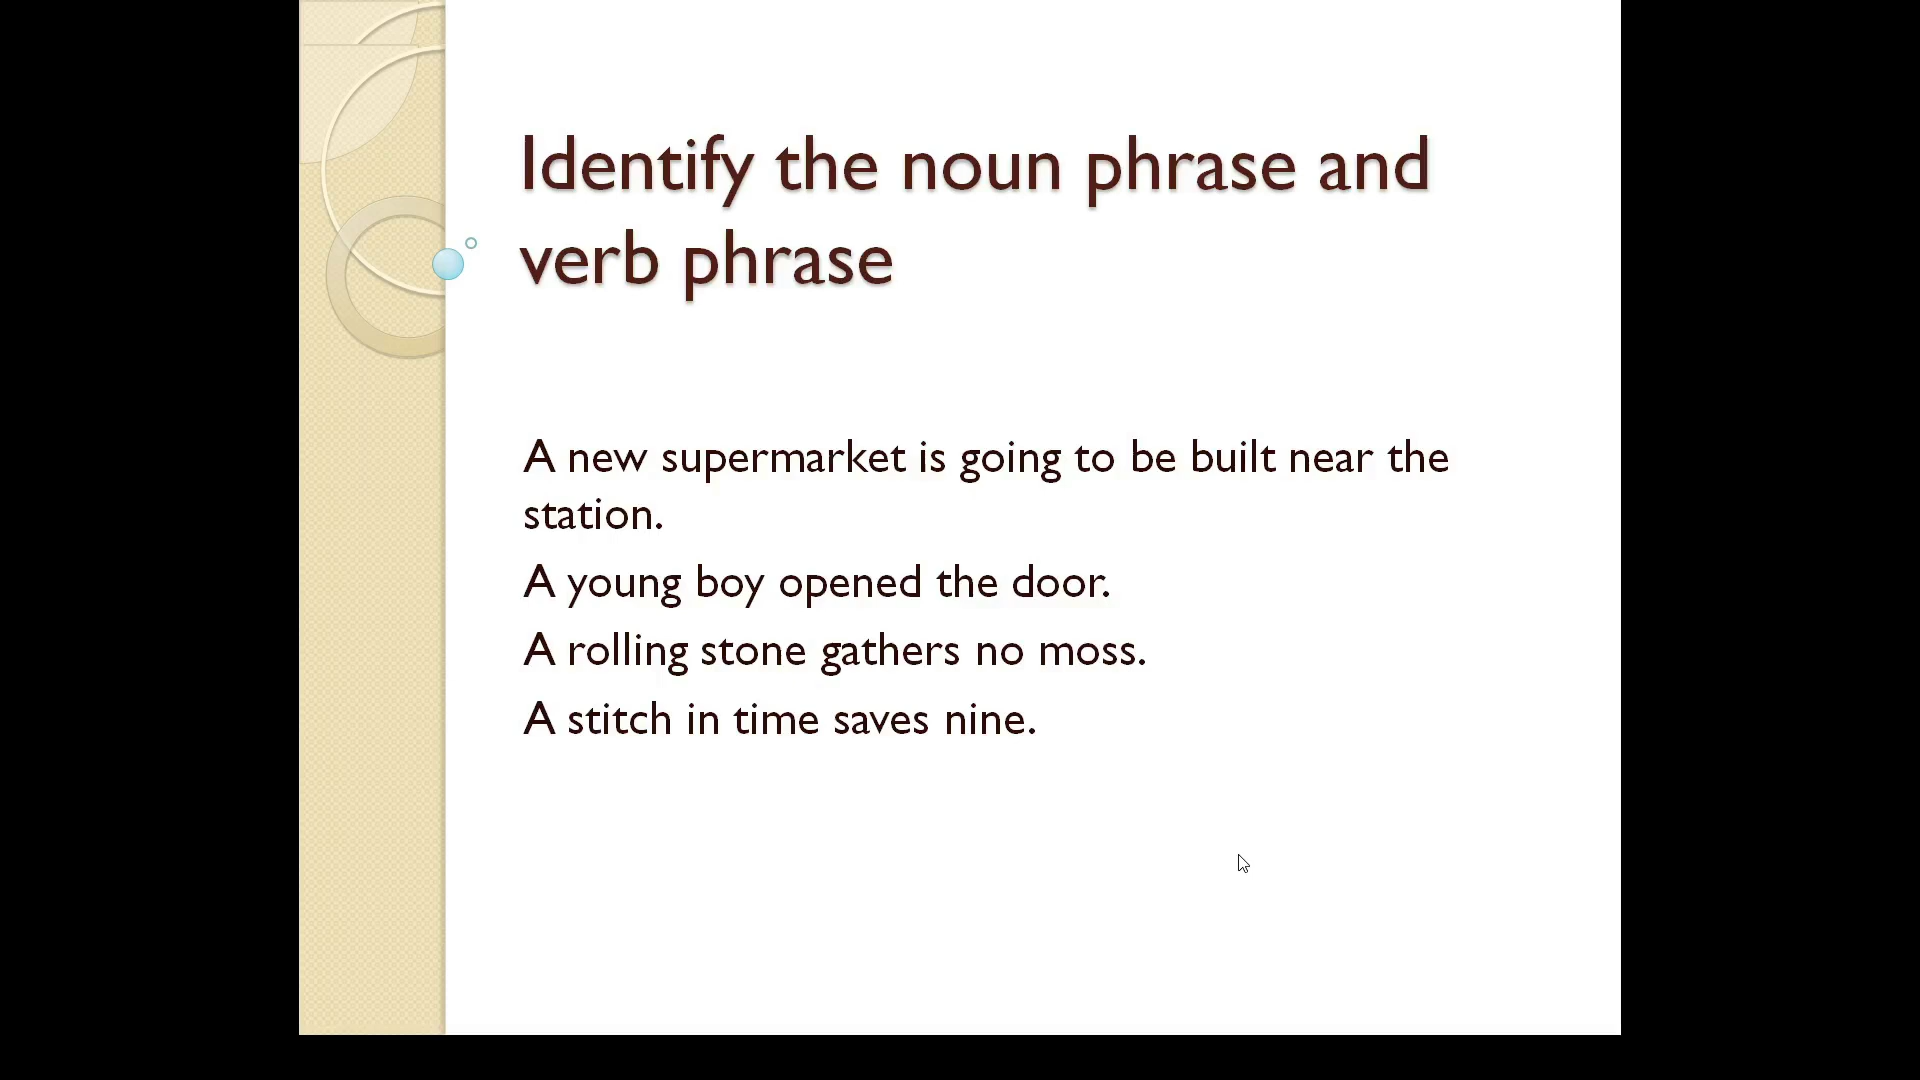 Identify the noun phrase and
verb phrase
A new supermarket is going to be built near the
station.
A young boy opened the door.
A rolling stone gathers no moss.
A stitch in time saves nine.